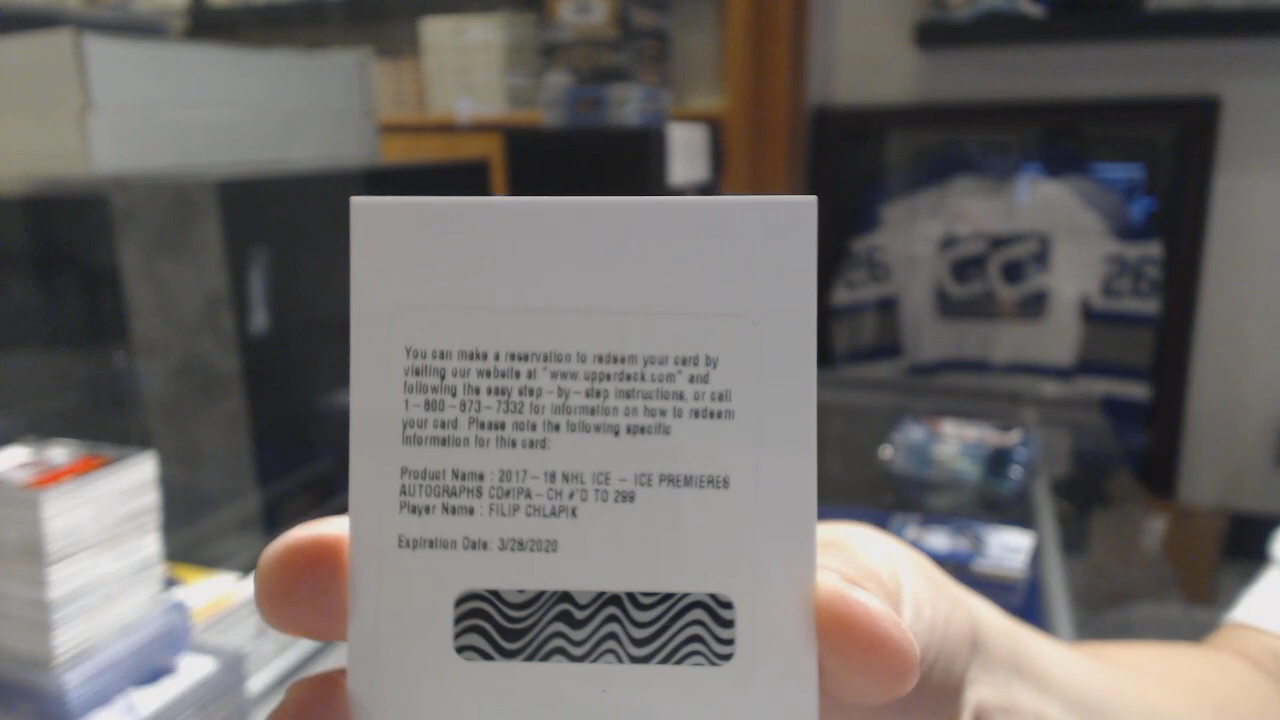 You can make a reservation to redeem your card by
visiting our website at "www.upperdeck.com" and
following the easy step-by-step instructions, or call
1-800-873-7332 for information on how to redeem
your card. Please note the following specific
information for this card:
Product Name : 2017-18 NHL ICE - ICE PREMIERES
AUTOGRAPHS CD#IPA-CH #'D TO 299
Player Name : FILIP CHLAPIK
Expiration Date: 3/28/2020
26
26